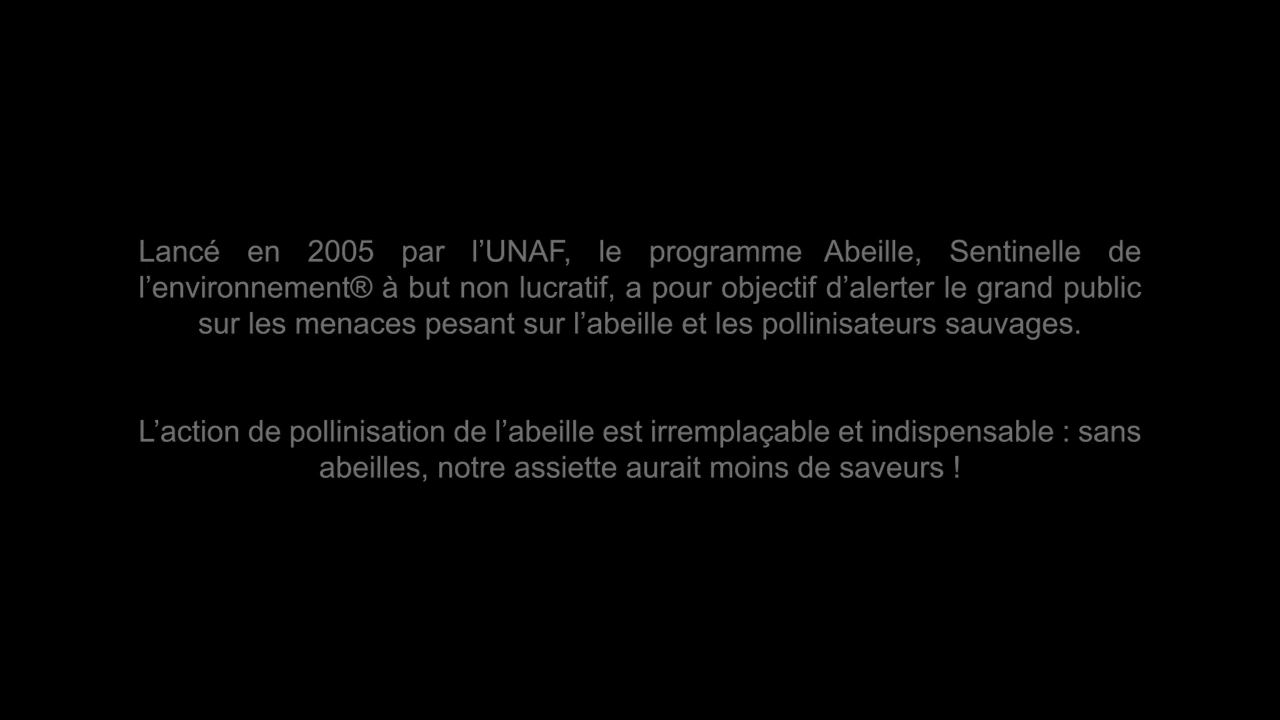 Lancé en 2005 par l’UNAF, le programme Abeille, Sentinelle de
l’environnement® à but non lucratif, a pour objectif d’alerter le grand public
sur les menaces pesant sur l’abeille et les pollinisateurs sauvages.
L’action de pollinisation de l’abeille est irremplaçable et indispensable : sans
abeilles, notre assiette aurait moins de saveurs !